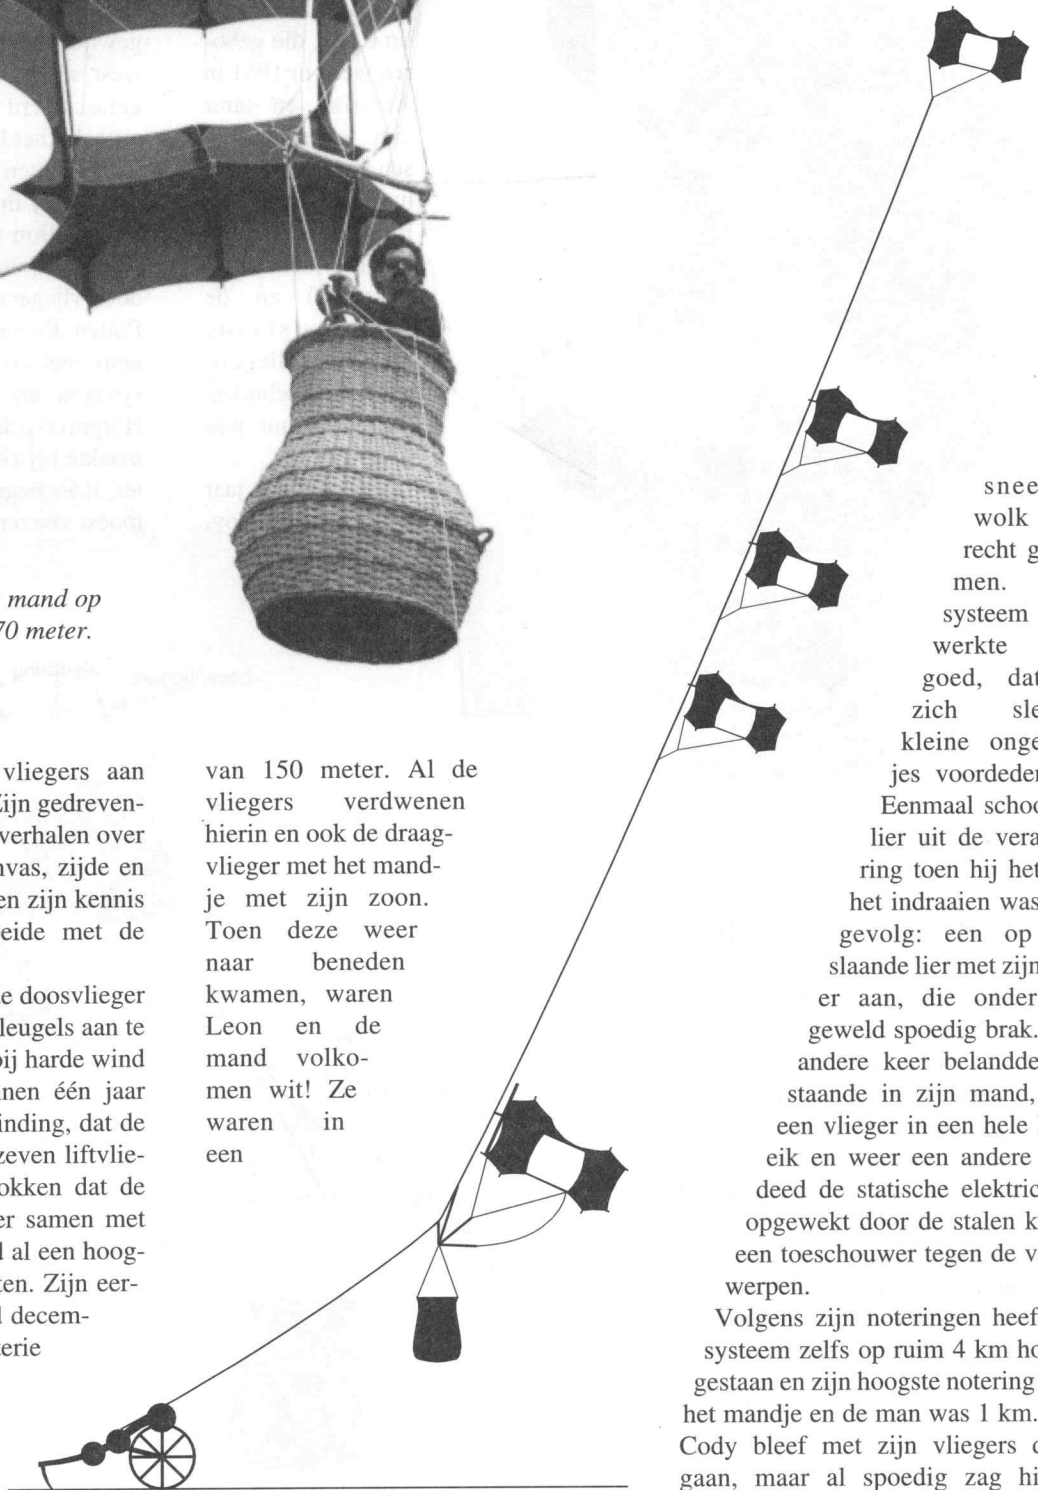 mand op
70 meter.
vliegers aan
Zijn gedreven-
verhalen over
nvas, zijde en
en zijn kennis
eide met de
e doosvlieger
leugels aan te
bij harde wind
nen één jaar
inding, dat de
zeven liftvlie-
okken dat de
er samen met
d al een hoog-
ten. Zijn eer-
d decem-
terie
van 150 meter. Al de
vliegers verdwenen
hierin en ook de draag-
vlieger met het mand-
je met zijn zoon.
Toen deze weer
naar beneden
kwamen, waren
Leon en de
mand volko-
men wit! Ze
waren in
een
snee
wolk
recht g
men.
systeem
werkte
goed, dat
zich sle
kleine onge
jes voordeden
Eenmaal schoo
lier uit de vera
ring toen hij het
het indraaien was
gevolg: een op
slaande lier met zijn
er aan, die onder
geweld spoedig brak.
andere keer belandde
staande in zijn mand,
een vlieger in een hele
eik en weer een andere
deed de statische elektric
opgewekt door de stalen k
een toeschouwer tegen de v
werpen.
Volgens zijn noteringen heef
systeem zelfs op ruim 4 km ho
gestaan en zijn hoogste notering
het mandje en de man was 1 km.
Cody bleef met zijn vliegers d
gaan, maar al spoedig zag hi